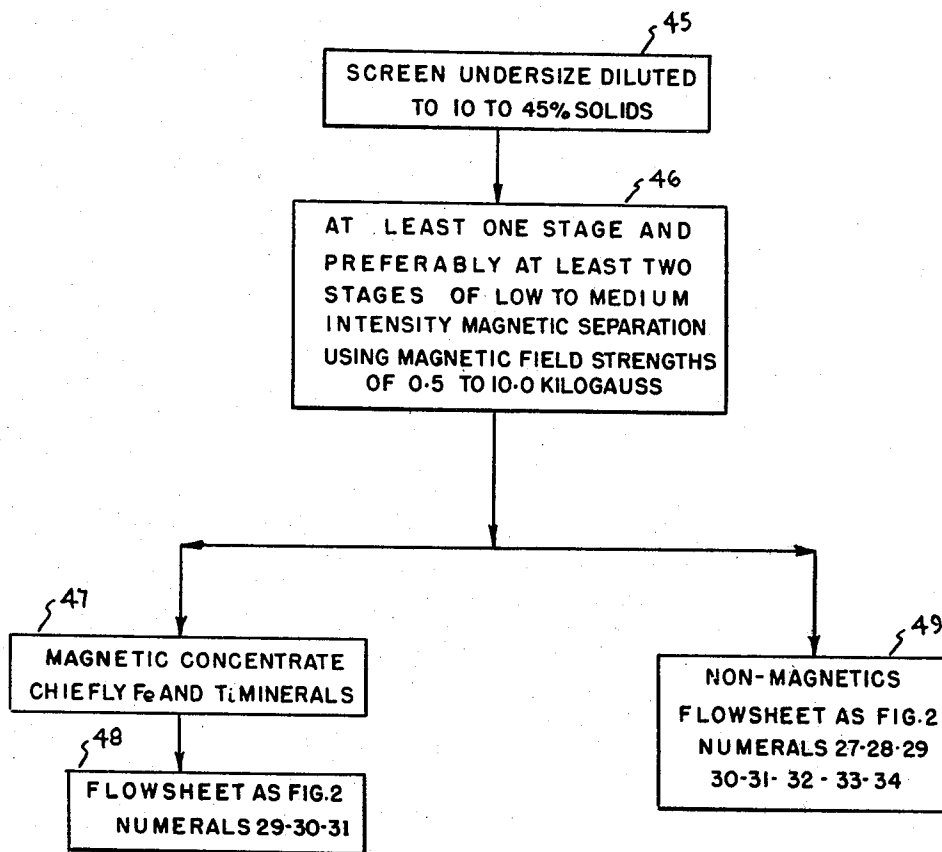 45
SCREEN UNDERSIZE DILUTED
TO 10 TO 45% SOLIDS
46
AT LEAST ONE STAGE AND
PREFERABLY AT LEAST TWO
STAGES OF LOW TO MEDIUM
INTENSITY MAGNETIC SEPARATION
USING MAGNETIC FIELD STRENGTHS
OF 0.5 TO 10.0 KILOGAUSS
47
MAGNETIC CONCENTRATE
CHIEFLY Fe AND Ti MINERALS
48
FLOWSHEET AS FIG.2
NUMERALS 29-30-31
49
NON-MAGNETICS
FLOWSHEET AS FIG.2
NUMERALS 27-28-29
30-31-32-33-34